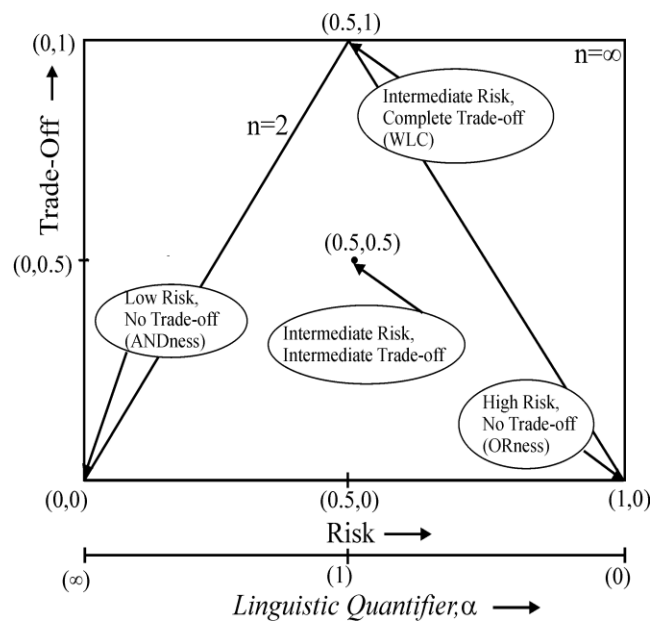 (0.5,1)
(0,1)
n=∞
Intermediate Risk,
Complete Trade-off
(WLC)
n=2
Trade-Off
(0.5,0.5)
(0,0.5)
Low Risk,
No Trade-off
(ANDness)
Intermediate Risk,
Intermediate Trade-off
High Risk,
No Trade-off
(ORness)
(0,0)
(0.5,0)
(1,0)
Risk
(∞)
(1)
(0)
Linguistic Quantifier,α